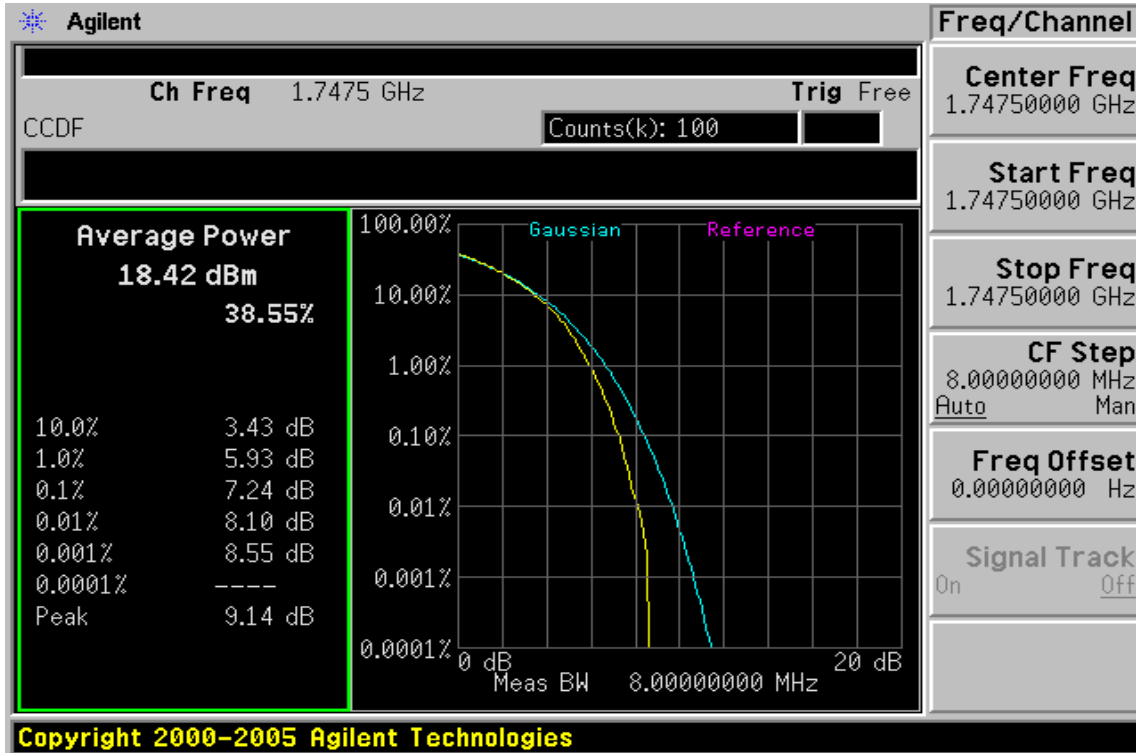 Agilent
Ch Freq 1.7475 GHz Trig Free
CCDF Counts(k): 100
Average Power
18.42 dBm
38.55%
10.0% 3.43 dB
1.0% 5.93 dB
0.1% 7.24 dB
0.01% 8.10 dB
0.001% 8.55 dB
0.0001% ----
Peak 9.14 dB
Gaussian Reference
100.00%
10.00%
1.00%
0.10%
0.01%
0.001%
0.0001%
0 dB 20 dB
Meas BW 8.00000000 MHz
Freq/Channel
Center Freq
1.74750000 GHz
Start Freq
1.74750000 GHz
Stop Freq
1.74750000 GHz
CF Step
8.00000000 MHz
Auto Man
Freq Offset
0.00000000 Hz
Signal Track
On Off
Copyright 2000-2005 Agilent Technologies